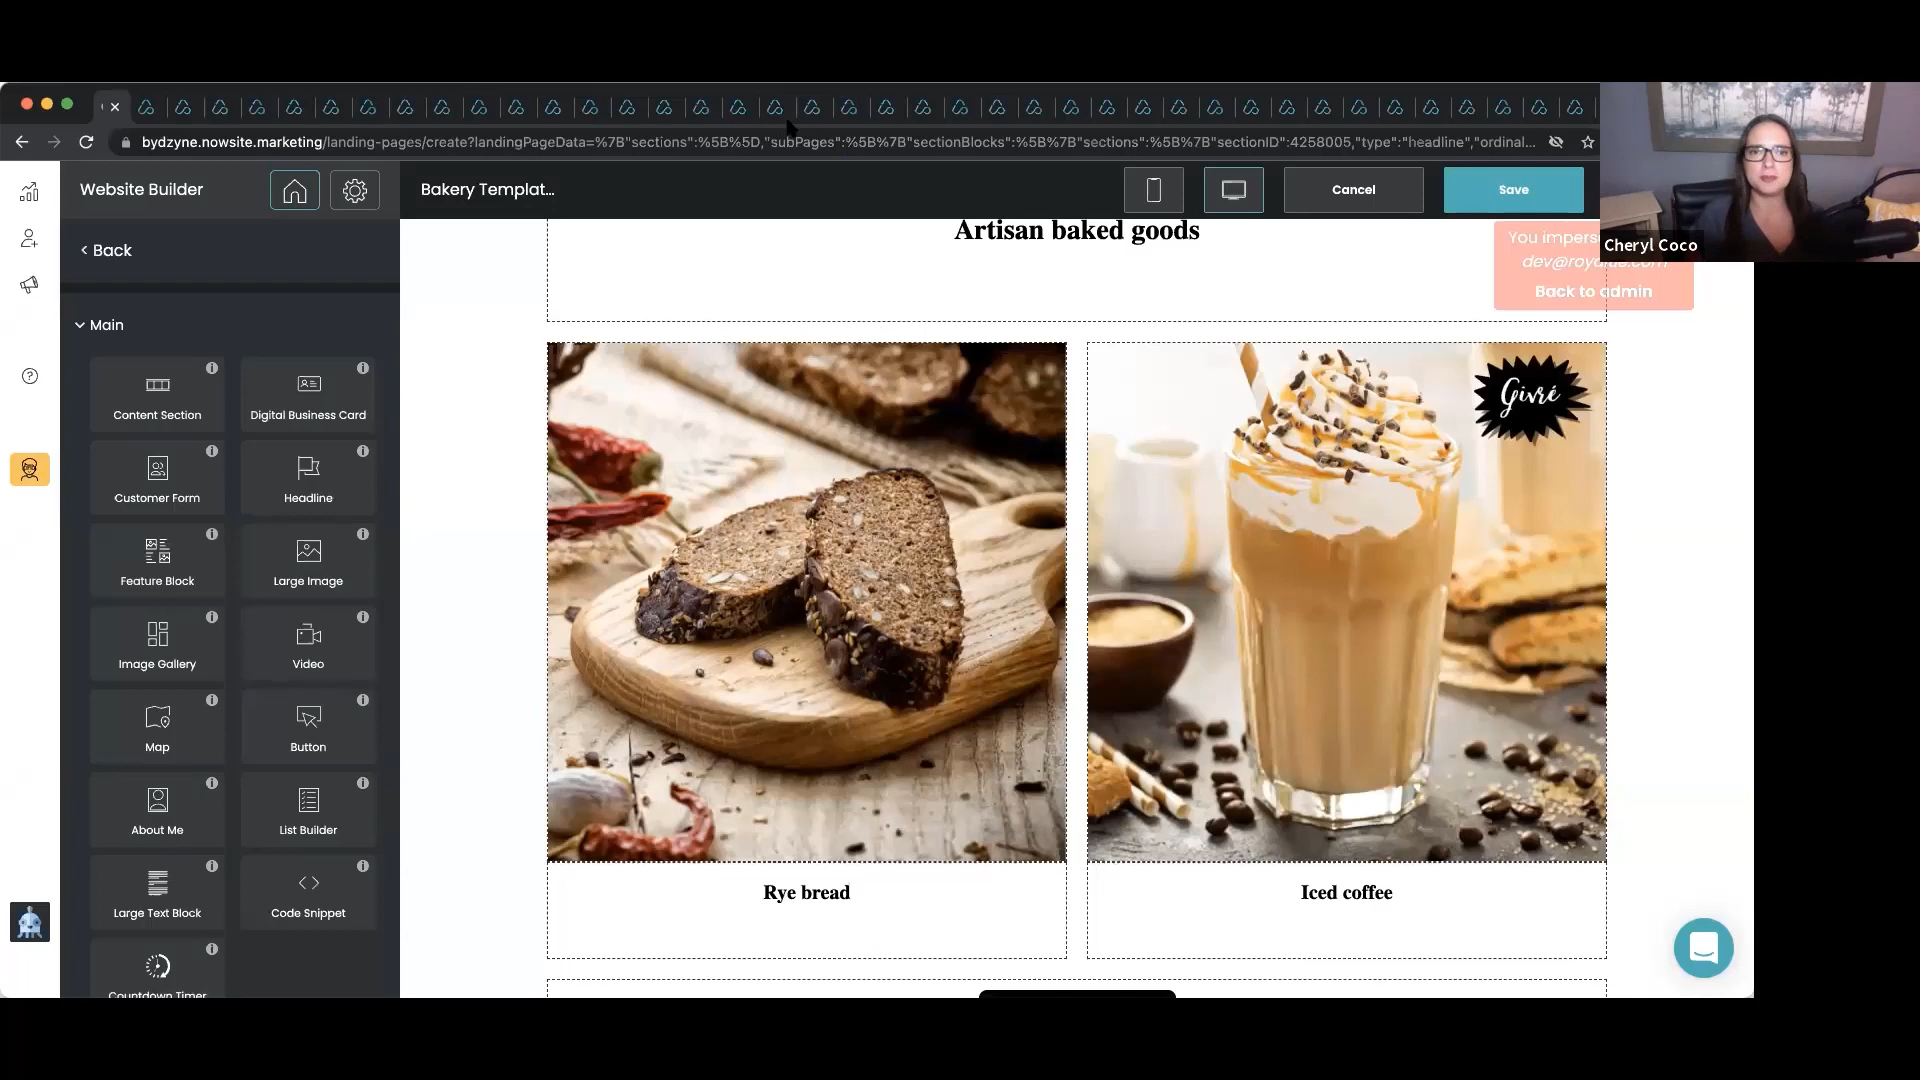 bydzyne.nowsite.marketing/landing-pages/create?landingPageData=%7B"sections":%5B%5D,"subPages":%5B%7B"sectionBlocks":%5B%7B"sections":%5B%7B"sectionID":4258005,"type":"headline","ordinal...
Website Builder
Bakery Templat...
Cancel
Save
Cheryl Coco
Back
Artisan baked goods
You impers
Back to admin
Main
Content Section
Digital Business Card
Customer Form
Headline
Feature Block
Large Image
Image Gallery
Video
Map
Button
About Me
List Builder
Large Text Block
Code Snippet
Countdown Timer
Givré
Rye bread
Iced coffee